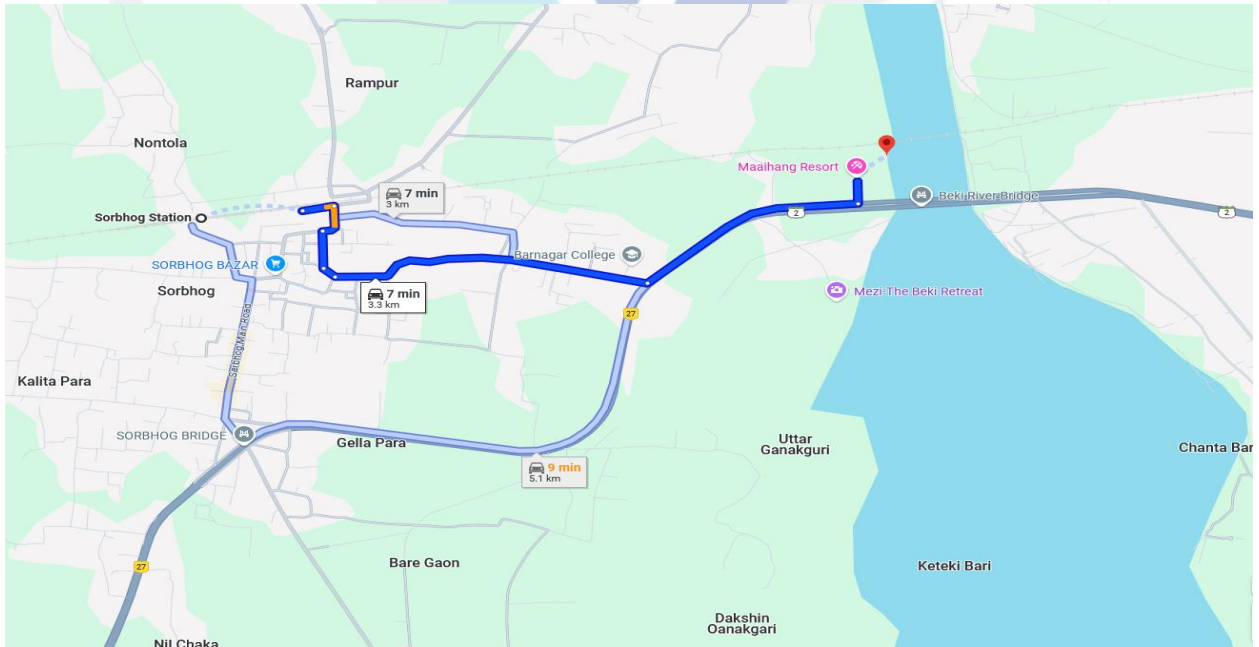 Rampur
Nontola
Maaihang Resort
7 min
3 km
Beki River Bridge
Sorbhog Station
2
2
Barnagar College
SORBHOG BAZAR
Sorbhog
7 min
3.3 km
Mezi-The Beki Retreat
27
Sarbhog Main Road
Kalita Para
SORBHOG BRIDGE
Gella Para
Uttar
Ganakguri
Chanta Bar
9 min
5.1 km
Bare Gaon
27
Keteki Bari
Dakshin
Oanakgari
Nil Chaka